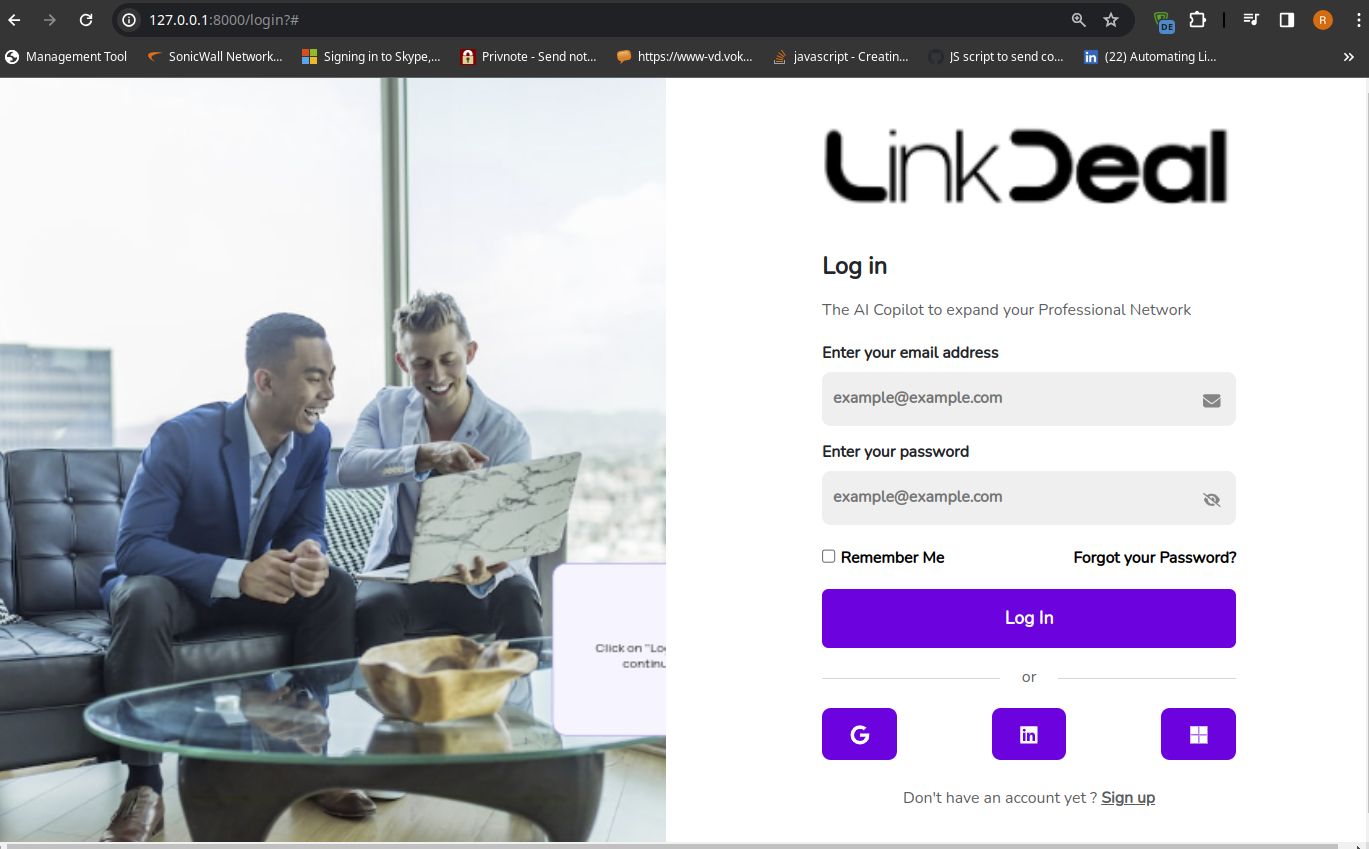 127.0.0.1:8000/login?#
DE
R
Management Tool
SonicWall Network...
Signing in to Skype,...
Privnote - Send not...
https://www-vd.vok...
javascript - Creatin...
JS script to send co...
in
(22) Automating Li...
»
LinkDeal
Log in
The AI Copilot to expand your Professional Network
Enter your email address
example@example.com
Enter your password
example@example.com
Remember Me
Forgot your Password?
Log In
or
G
in
Don't have an account yet ? Sign up
Click on "Lo
continu